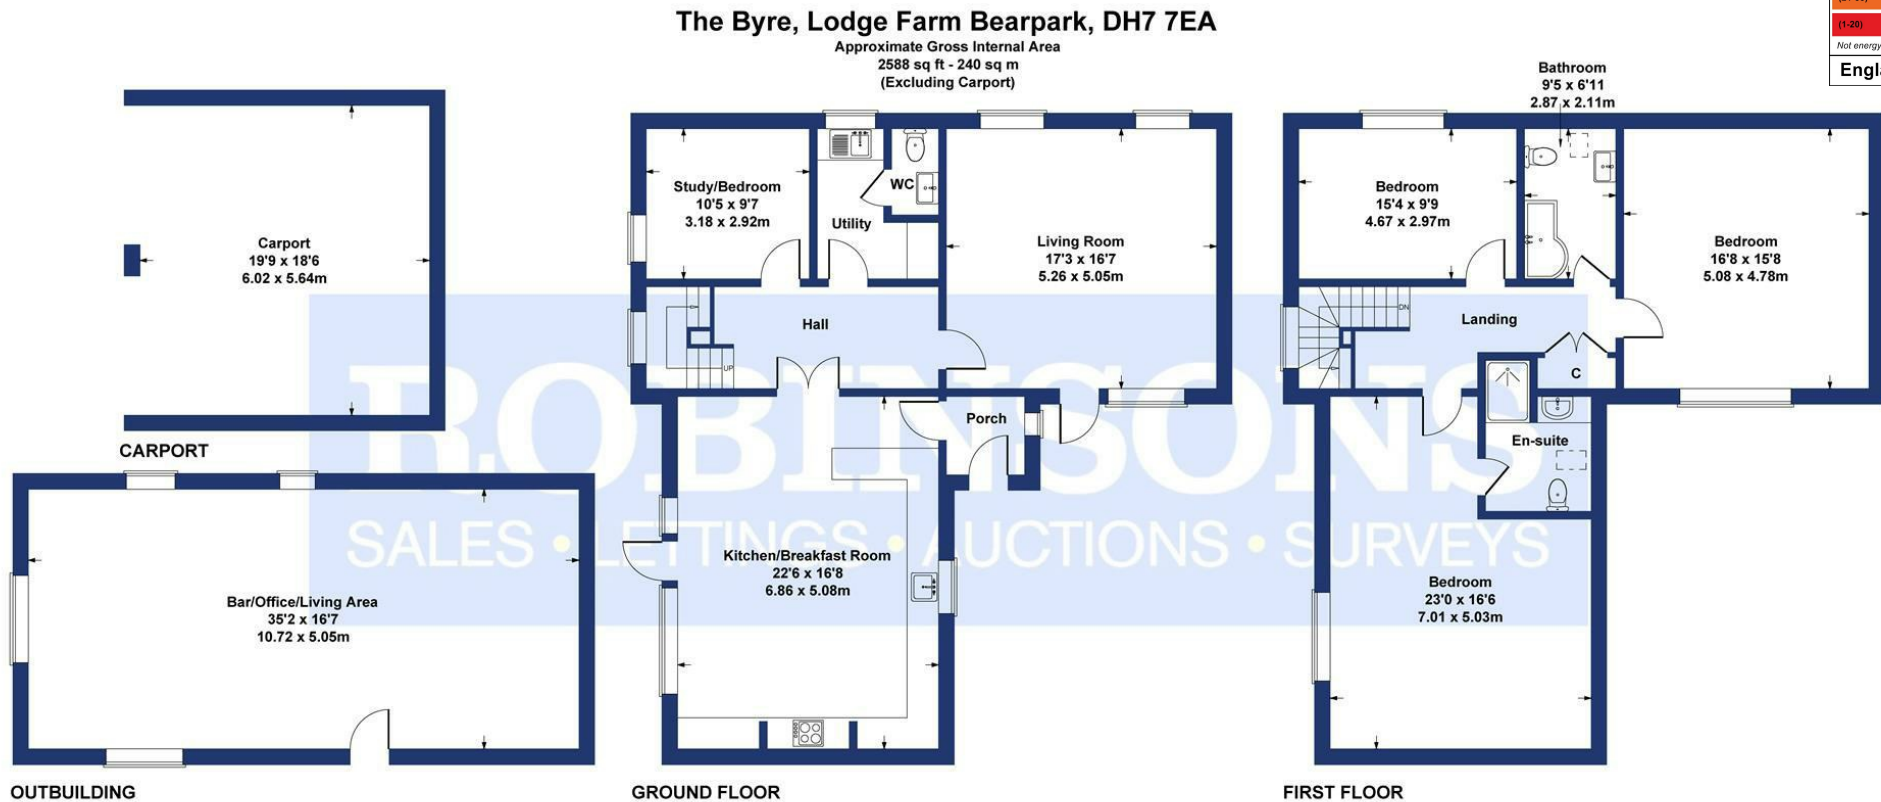 The Byre, Lodge Farm Bearpark, DH7 7EA
Approximate Gross Internal Area
2588 sq ft - 240 sq m
(Excluding Carport)
(1-20)
Not energy
Engla
Carport
19'9 x 18'6
6.02 x 5.64m
CARPORT
Bar/Office/Living Area
35'2 x 16'7
10.72 x 5.05m
OUTBUILDING
Study/Bedroom
10'5 x 9'7
3.18 x 2.92m
WC
Utility
Living Room
17'3 x 16'7
5.26 x 5.05m
Hall
UP
Porch
Kitchen/Breakfast Room
22'6 x 16'8
6.86 x 5.08m
GROUND FLOOR
Bathroom
9'5 x 6'11
2.87 x 2.11m
Bedroom
15'4 x 9'9
4.67 x 2.97m
Bedroom
16'8 x 15'8
5.08 x 4.78m
DN
Landing
C
En-suite
Bedroom
23'0 x 16'6
7.01 x 5.03m
FIRST FLOOR
ROBINSONS
SALES • LETTINGS • AUCTIONS • SURVEYS